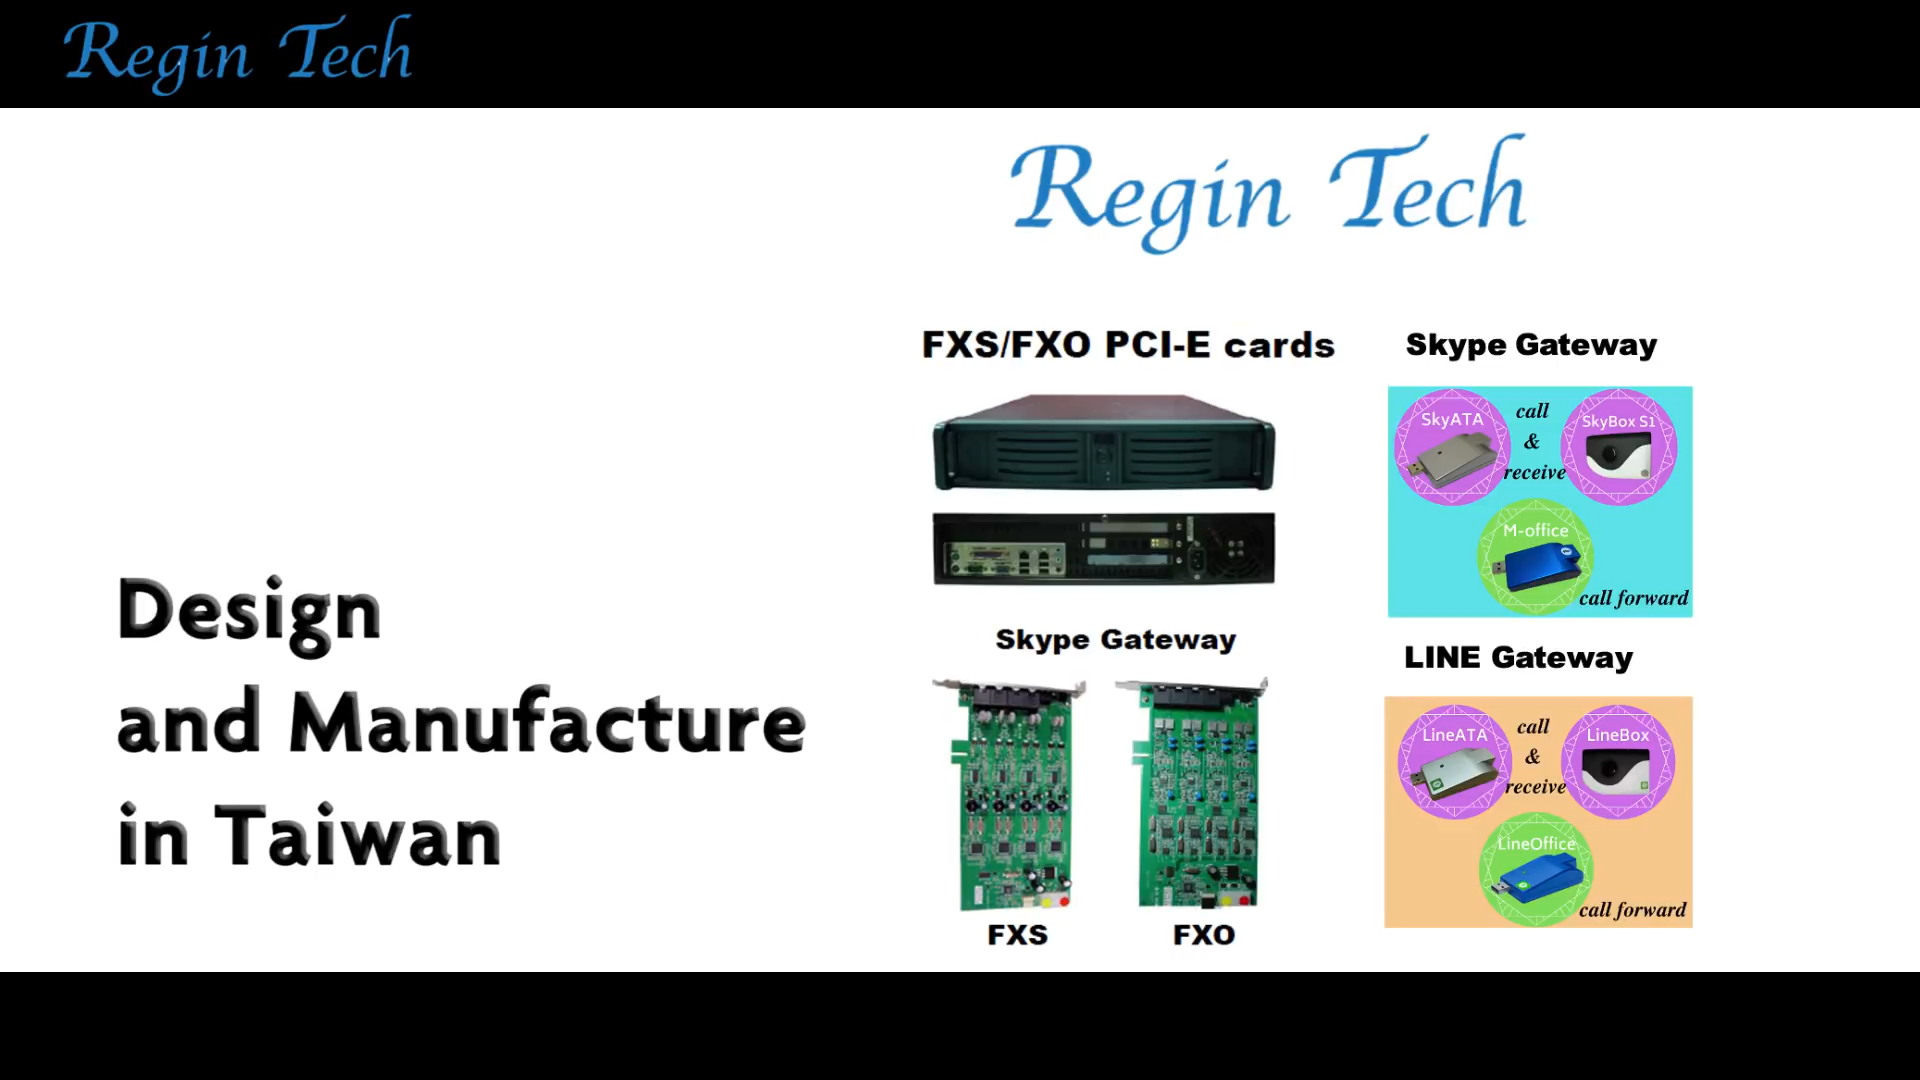 Regin Tech
Regin Tech
Design
and Manufacture
in Taiwan
FXS/FXO PCI-E cards
Skype Gateway
FXS
FXO
Skype Gateway
SkyATA
call
&
receive
SkyBox S1
M-office
call forward
LINE Gateway
LineATA
call
&
receive
LineBox
LineOffice
call forward